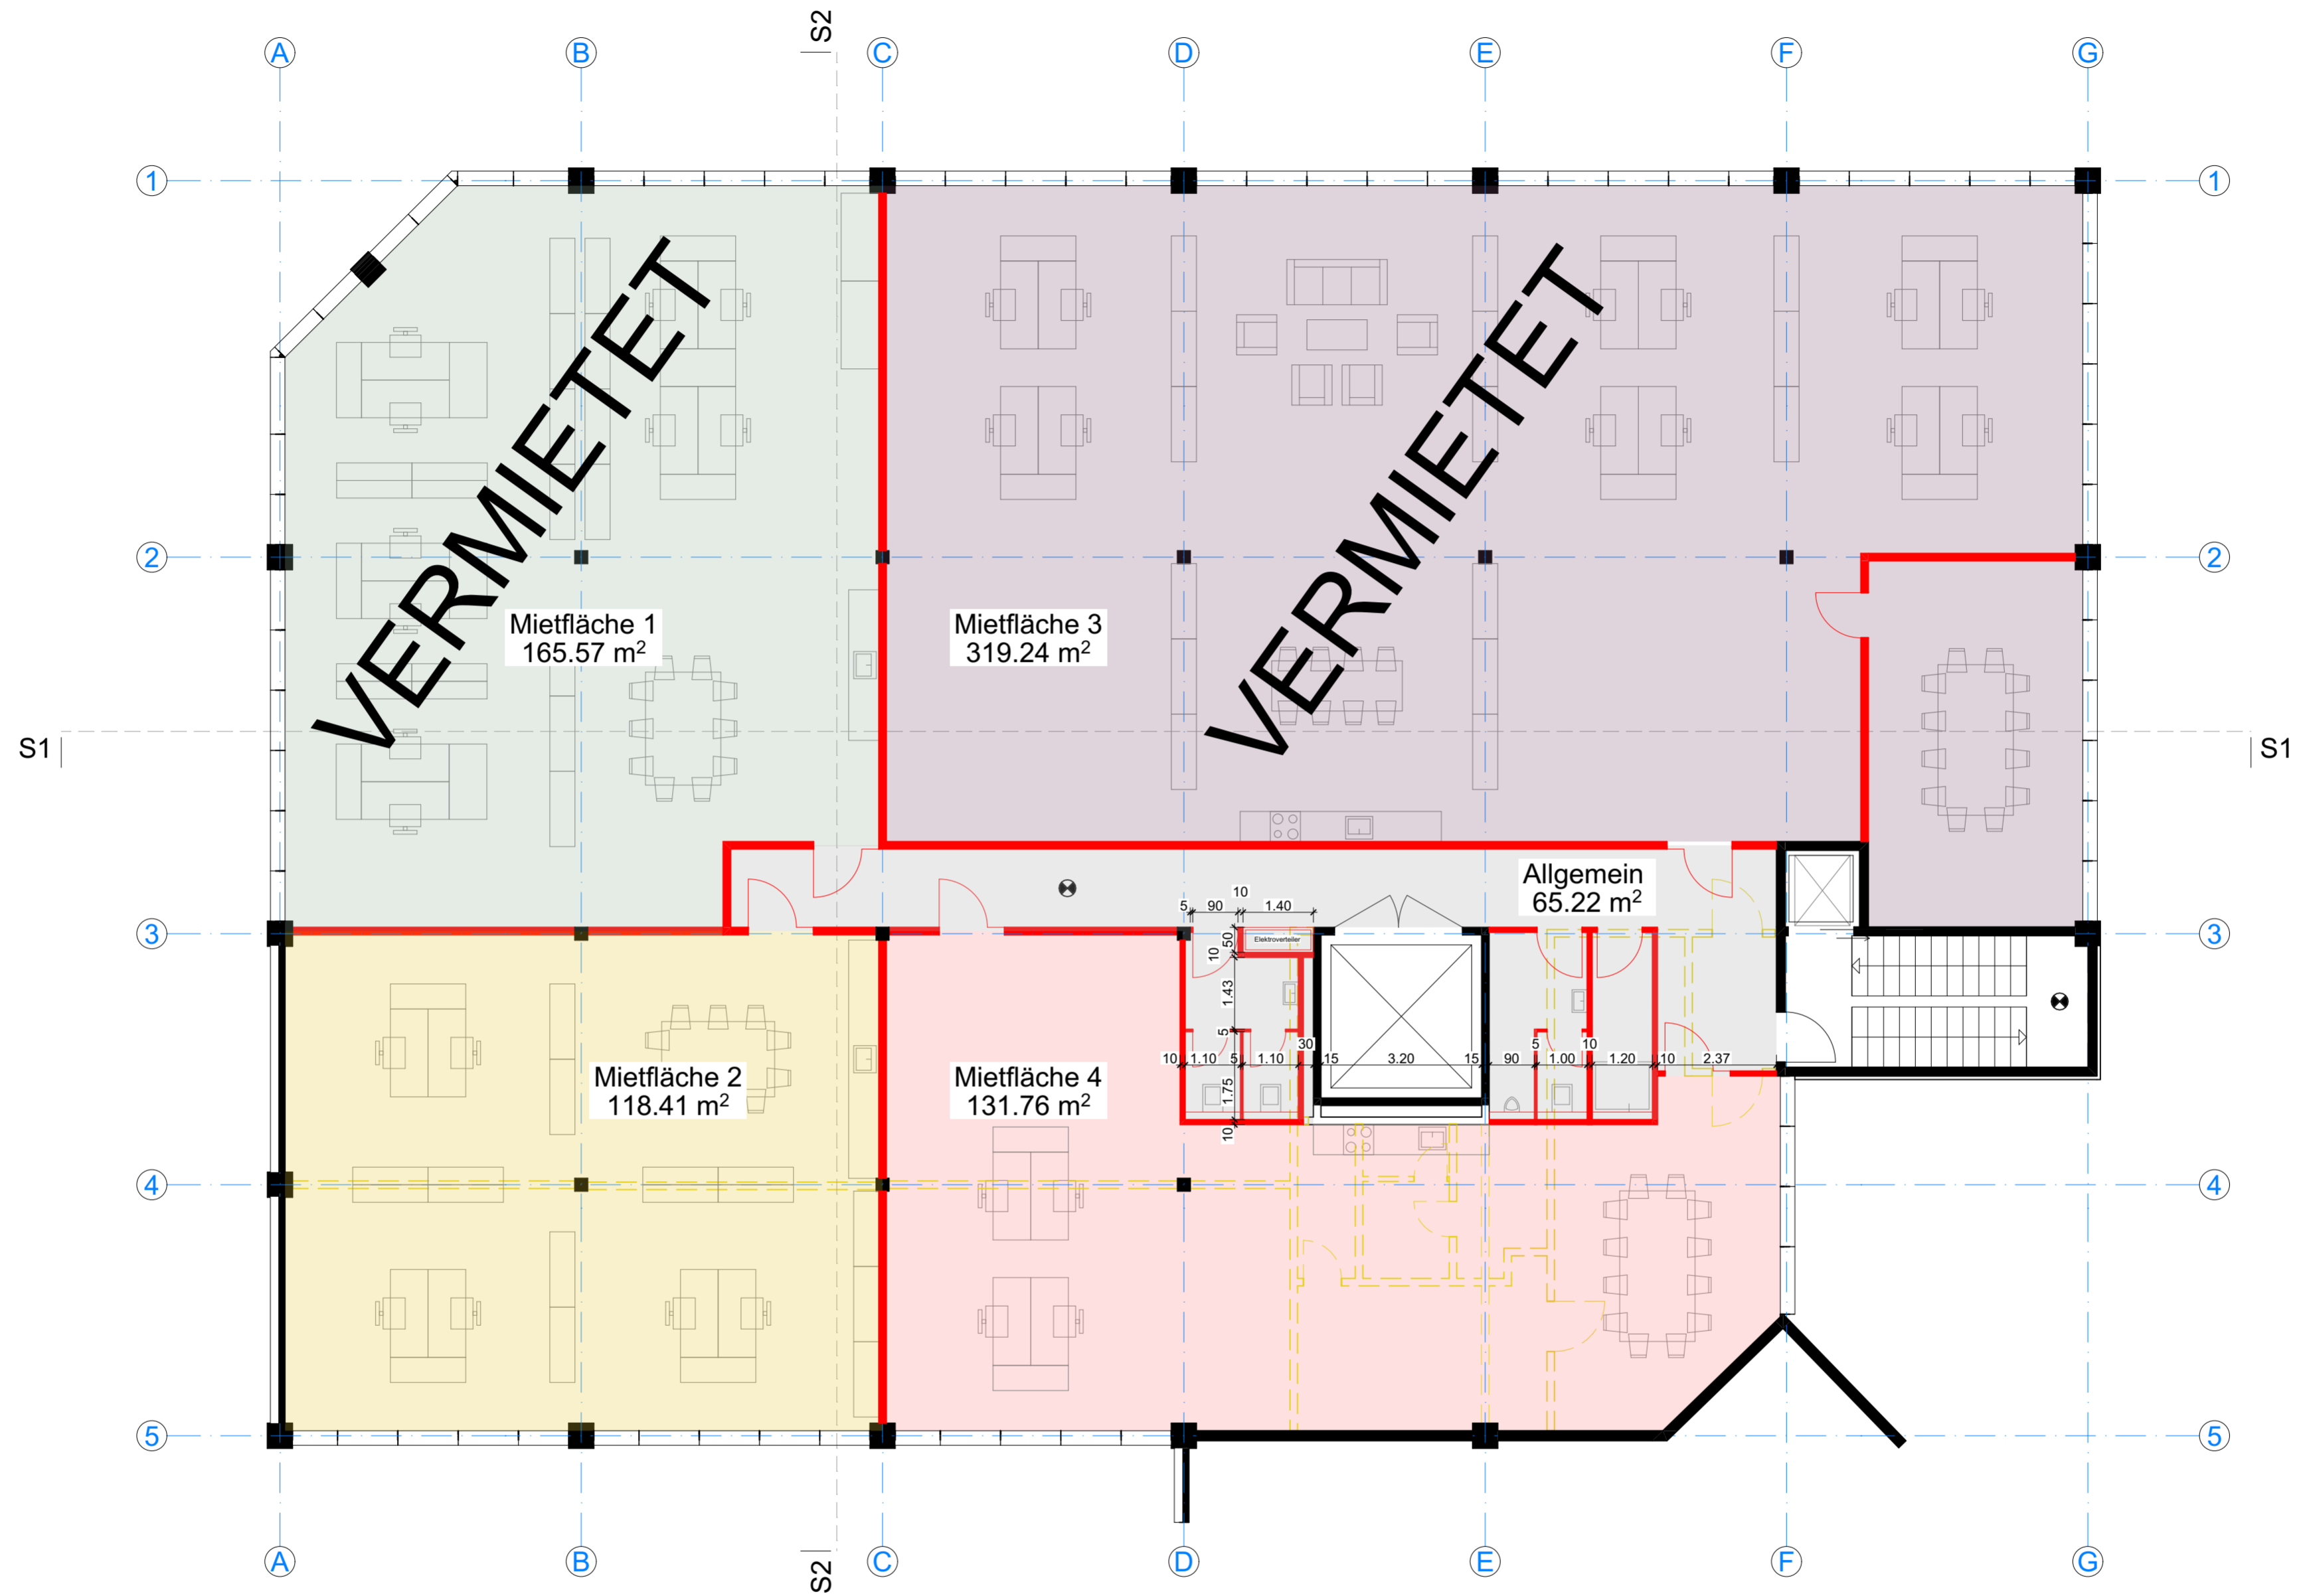 S2
A B C D E F G
1 1
VERMIETET
VERMIETET
2 2
Mietfläche 1
165.57 m²
Mietfläche 3
319.24 m²
S1 S1
Allgemein
65.22 m²
10
5 90 1.40
3 3
Elektroverteiler
50
10
1.43
5
30
5 10
10 1.10 5 1.10 15 3.20 15 90 1.00 1.20 10 2.37
Mietfläche 2
118.41 m²
Mietfläche 4
131.76 m²
1.75
10
4 4
5 5
A B C D E F G
S2